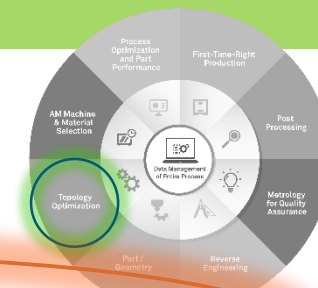 Process
Optimization
and Part
Performance
First-Time-Right
Production
AM Machine
& Material
Selection
Post
Processing
Data Management
of Entire Process
Topology
Optimization
Metrology
for Quality
Assurance
Part /
Geometry
Reverse
Engineering